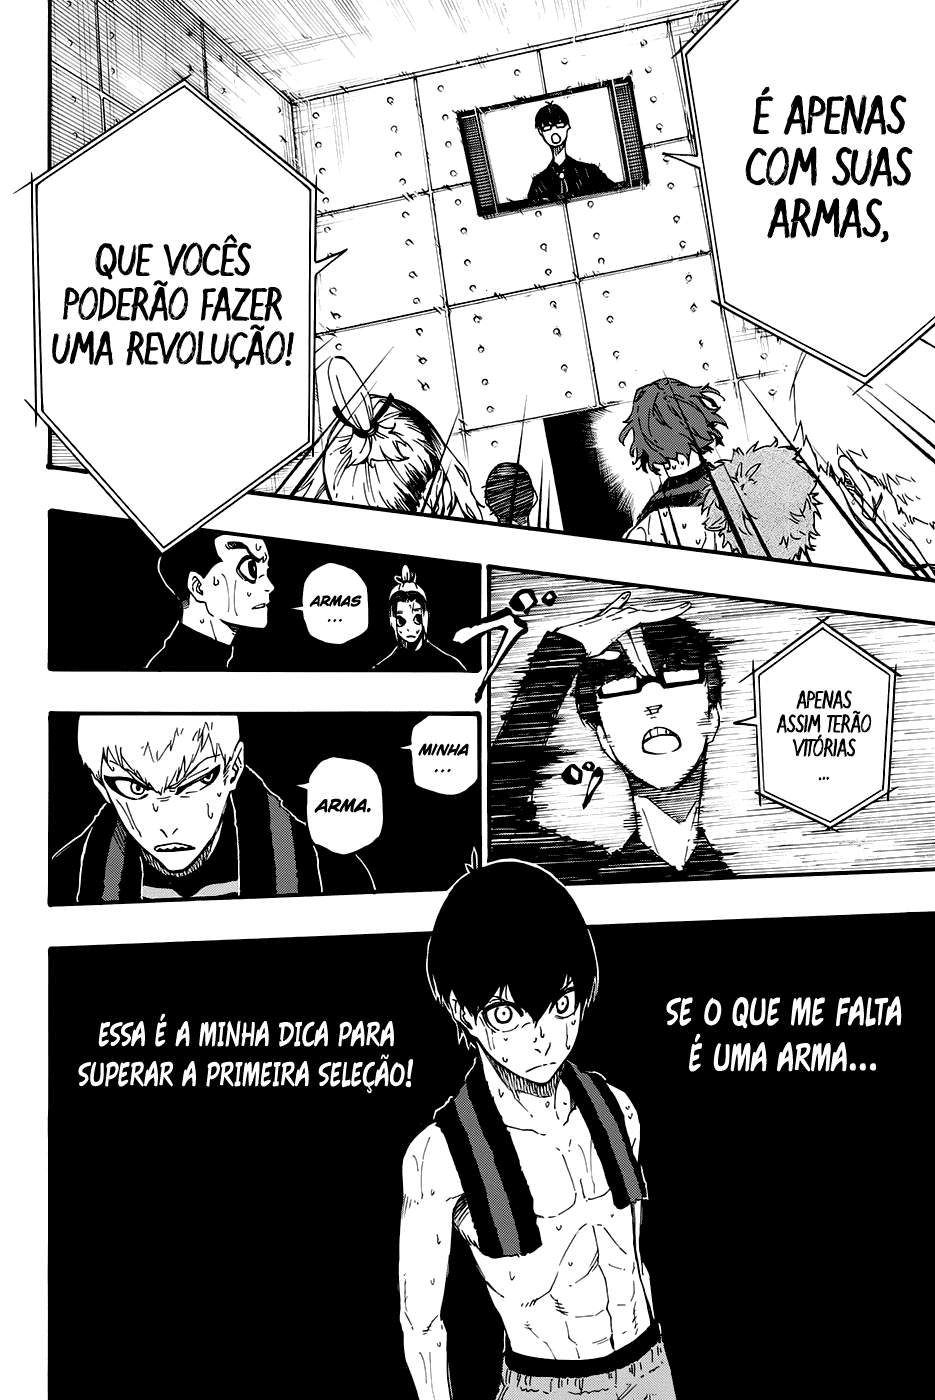 É APENAS
COM SUAS
ARMAS,
QUE VOCÊS
PODERÃO FAZER
UMA REVOLUÇÃO!
APENAS
ASSIM TERÃO
VITÓRIAS
...
ARMAS
...
MINHA
...
ARMA.
SE O QUE ME FALTA
É UMA ARMA...
ESSA É A MINHA DICA PARA
SUPERAR A PRIMEIRA SELEÇÃO!